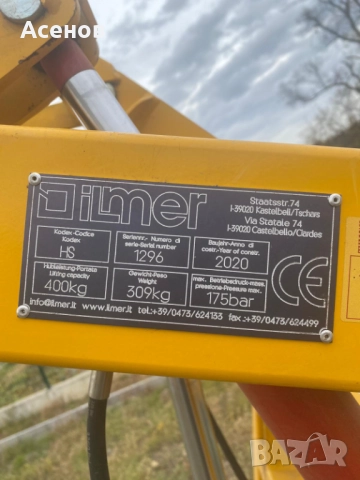 Асенов
ilmer
Staatsstr.74
I-39020 Kastelbell/Tschars
Via Statale 74
I-39020 Castelbello/Ciardes
Kodex-Codice
Kodex
HS
Seriennr.- Numero di
serie-Serial number
1296
Baujahr-Anno di
costr.-Year of constr.
2020
CE
Hubleistung-Portata
Lifting capacity
400kg
Gewicht-Peso
Weight
309kg
max. Betriebsdruck-mass.
pressione-Pressure max.
175bar
info@ilmer.it www.ilmer.it tel.:+39/0473/624133 fax.:+39/0473/624499
BAZAR
bg